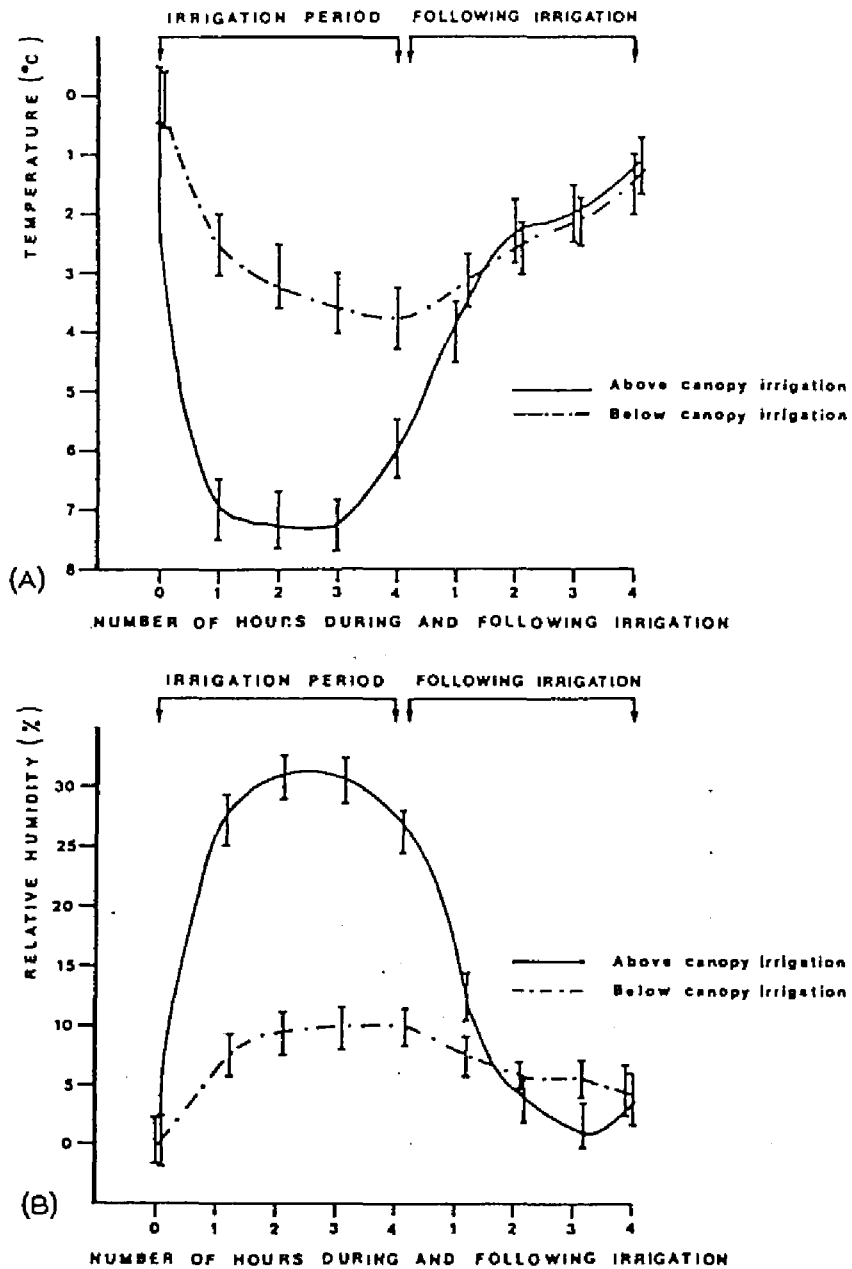 IRRIGATION PERIOD FOLLOWING IRRIGATION
TEMPERATURE (°C)
0
1
2
3
4
5
6
7
8
Above canopy irrigation
Below canopy irrigation
(A)
0 1 2 3 4 1 2 3 4
NUMBER OF HOURS DURING AND FOLLOWING IRRIGATION
IRRIGATION PERIOD FOLLOWING IRRIGATION
RELATIVE HUMIDITY (%)
30
25
20
15
10
5
0
Above canopy irrigation
Below canopy irrigation
(B)
0 1 2 3 4 1 2 3 4
NUMBER OF HOURS DURING AND FOLLOWING IRRIGATION